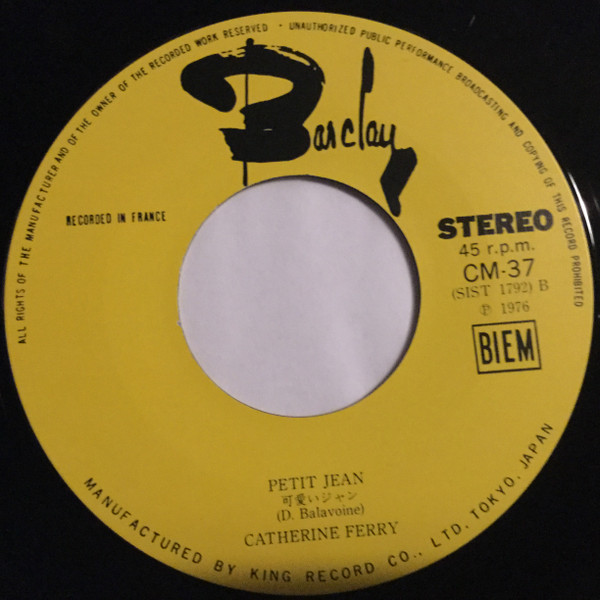 ALL RIGHTS OF THE MANUFACTURER AND OF THE OWNER OF THE RECORDED WORK RESERVED · UNAUTHORIZED PUBLIC PERFORMANCE BROADCASTING AND COPYING OF THIS RECORD PROHIBITED
Barclay
RECORDED IN FRANCE
STEREO
45 r.p.m.
CM-37
(SIST 1792) B
℗ 1976
BIEM
PETIT JEAN
可愛いジャン
(D. Balavoine)
CATHERINE FERRY
MANUFACTURED BY KING RECORD CO., LTD. TOKYO, JAPAN